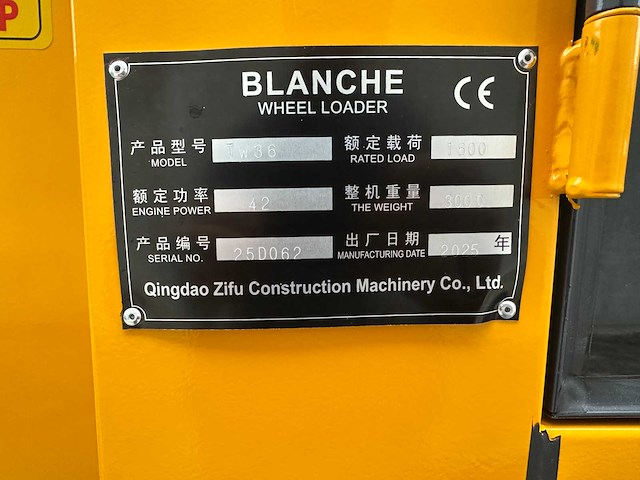 P
BLANCHE
WHEEL LOADER
CE
产品型号 TW36 额定载荷 1800
MODEL RATED LOAD
额定功率 42 整机重量
ENGINE POWER THE WEIGHT
产品编号 25D062 出厂日期 2025 年
SERIAL NO. MANUFACTURING DATE
Qingdao Zifu Construction Machinery Co., Ltd.